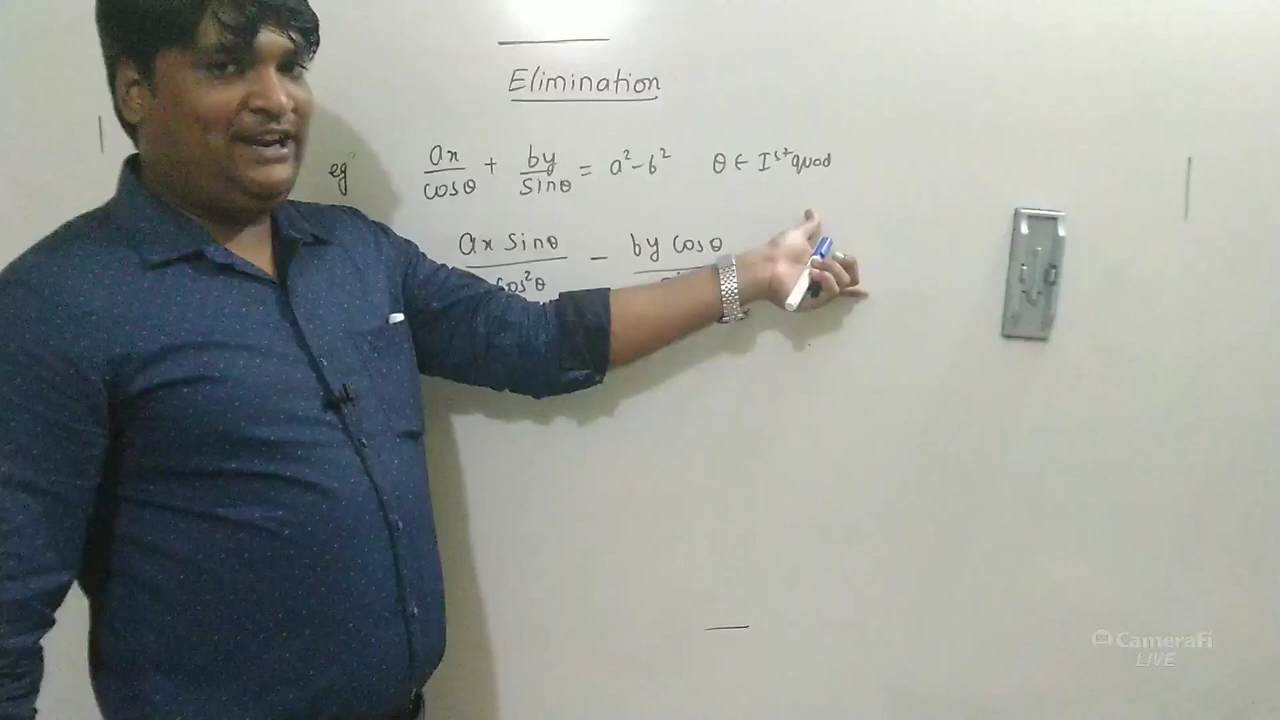 Elimination
eg ax/cosθ + by/sinθ = a²-b² θ ∈ Ist quad
ax sinθ/cos²θ - by cosθ
CameraFi
LIVE